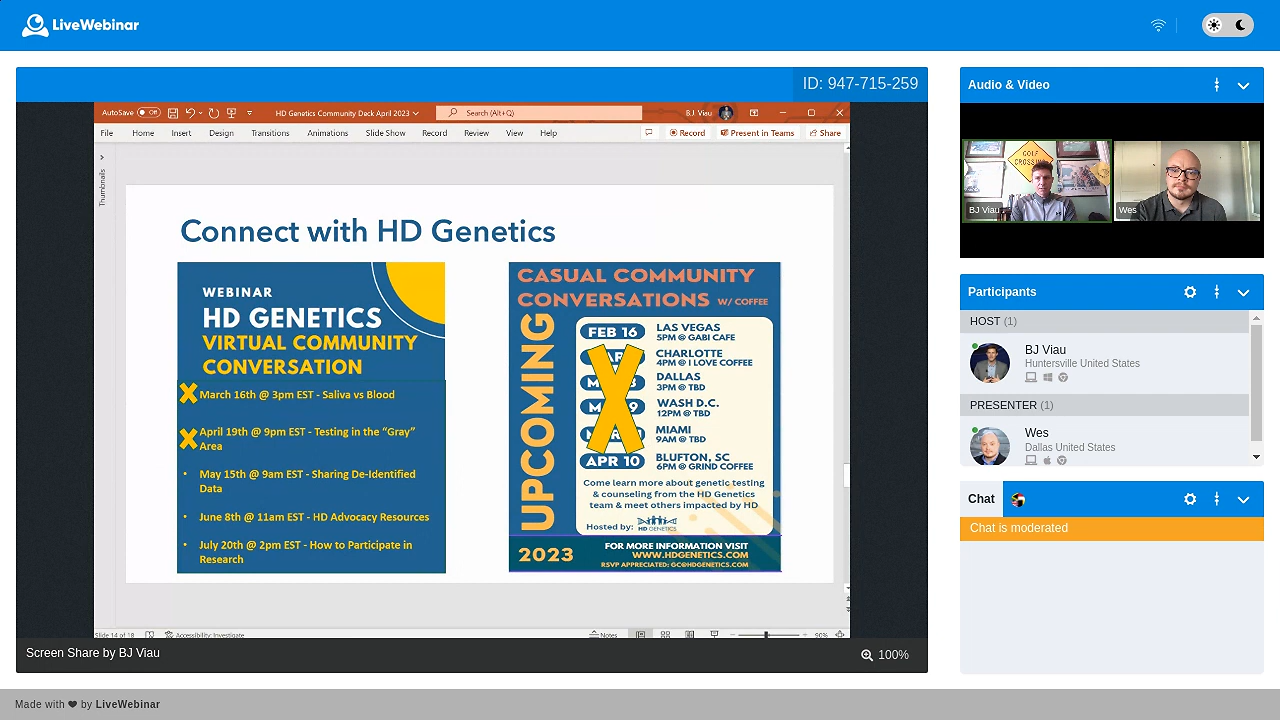 LiveWebinar
ID: 947-715-259
AutoSave Off
HD Genetics Community Deck April 2023
Search (Alt+Q)
BJ Viau
File Home Insert Design Transitions Animations Slide Show Record Review View Help
Record Present in Teams Share
Thumbnails
Connect with HD Genetics
WEBINAR
HD GENETICS
VIRTUAL COMMUNITY
CONVERSATION
March 16th @ 3pm EST - Saliva vs Blood
April 19th @ 9pm EST - Testing in the “Gray”
Area
• May 15th @ 9am EST - Sharing De-Identified
Data
• June 8th @ 11am EST - HD Advocacy Resources
• July 20th @ 2pm EST - How to Participate in
Research
CASUAL COMMUNITY
CONVERSATIONS W/ COFFEE
UPCOMING
FEB 16 LAS VEGAS
5PM @ GABI CAFE
CHARLOTTE
4PM @ I LOVE COFFEE
DALLAS
3PM @ TBD
WASH D.C.
12PM @ TBD
MIAMI
9AM @ TBD
APR 10 BLUFTON, SC
6PM @ GRIND COFFEE
Come learn more about genetic testing
& counseling from the HD Genetics
team & meet others impacted by HD
Hosted by: HD GENETICS
2023
FOR MORE INFORMATION VISIT
WWW.HDGENETICS.COM
RSVP APPRECIATED: GC@HDGENETICS.COM
Slide 14 of 18 Accessibility: Investigate Notes 90%
Screen Share by BJ Viau
100%
Audio & Video
GOLF
CROSSING
BJ Viau
Wes
Participants
HOST (1)
BJ Viau
Huntersville United States
PRESENTER (1)
Wes
Dallas United States
Chat
Chat is moderated
Made with ❤ by LiveWebinar